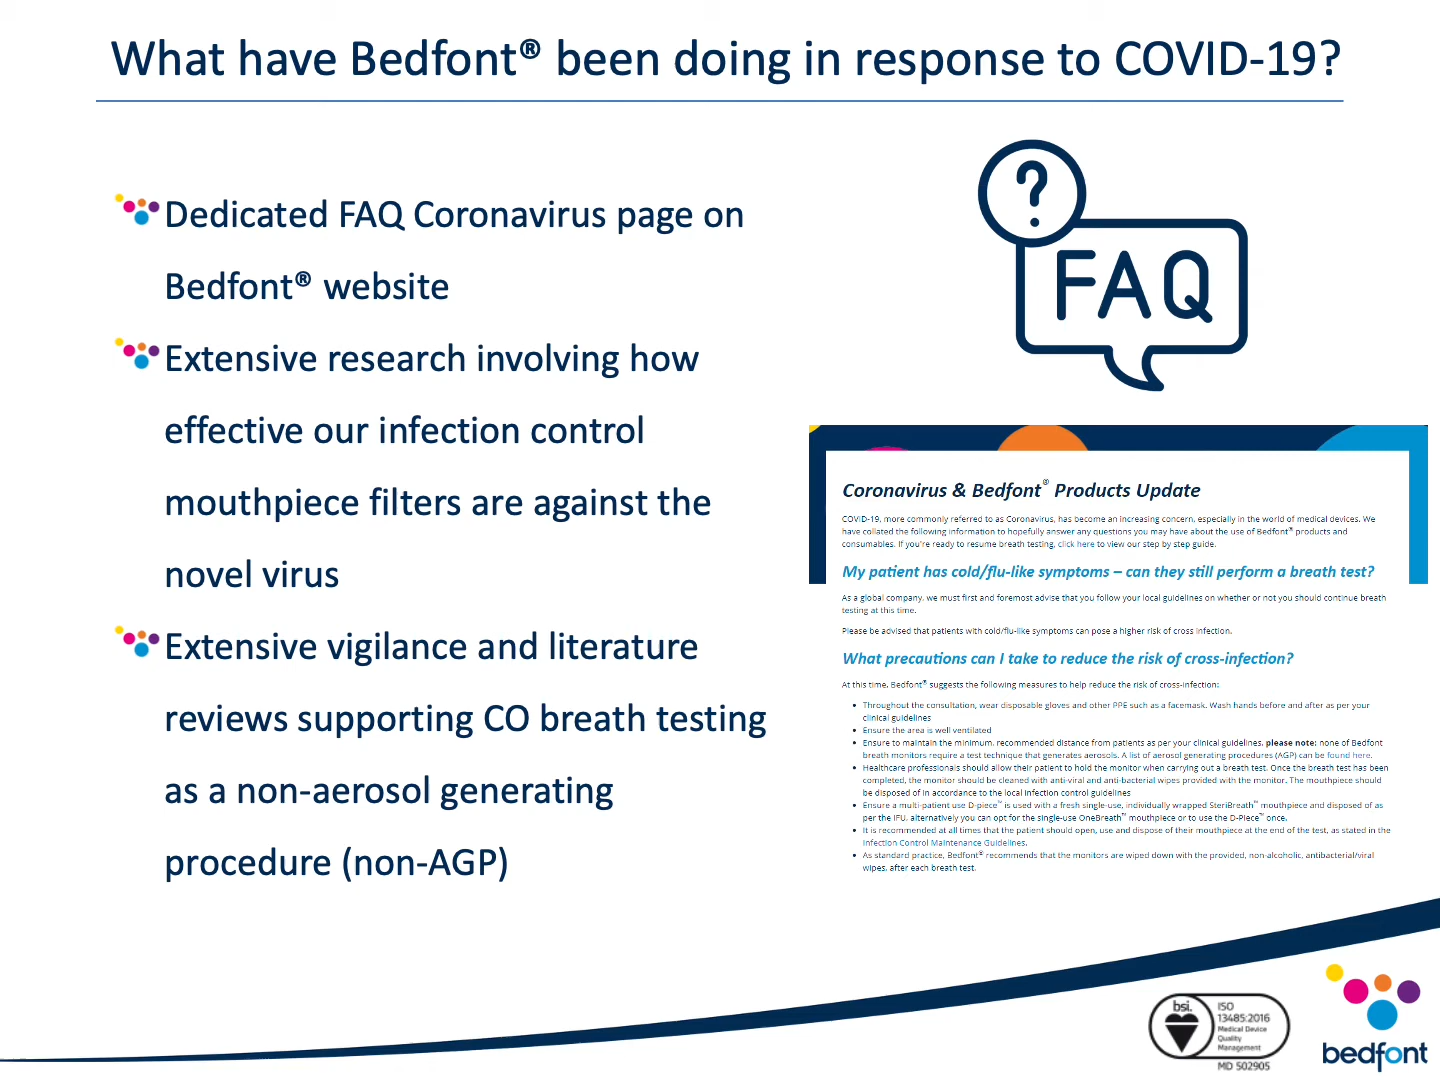 What have Bedfont® been doing in response to COVID-19?
Dedicated FAQ Coronavirus page on
Bedfont® website
Extensive research involving how
effective our infection control
mouthpiece filters are against the
novel virus
Extensive vigilance and literature
reviews supporting CO breath testing
as a non-aerosol generating
procedure (non-AGP)
?
FAQ
Coronavirus & Bedfont® Products Update
COVID-19, more commonly referred to as Coronavirus, has become an increasing concern, especially in the world of medical devices. We
have collated the following information to hopefully answer any questions you may have about the use of Bedfont® products and
consumables. If you're ready to resume breath testing, click here to view our step by step guide.
My patient has cold/flu-like symptoms – can they still perform a breath test?
As a global company, we must first and foremost advise that you follow your local guidelines on whether or not you should continue breath
testing at this time.
Please be advised that patients with cold/flu-like symptoms can pose a higher risk of cross infection.
What precautions can I take to reduce the risk of cross-infection?
At this time, Bedfont® suggests the following measures to help reduce the risk of cross-infection:
Throughout the consultation, wear disposable gloves and other PPE such as a facemask. Wash hands before and after as per your
clinical guidelines
Ensure the area is well ventilated
Ensure to maintain the minimum, recommended distance from patients as per your clinical guidelines, please note: none of Bedfont
breath monitors require a test technique that generates aerosols. A list of aerosol generating procedures (AGP) can be found here.
Healthcare professionals should allow their patient to hold the monitor when carrying out a breath test. Once the breath test has been
completed, the monitor should be cleaned with anti-viral and anti-bacterial wipes provided with the monitor. The mouthpiece should
be disposed of in accordance to the local infection control guidelines
Ensure a multi-patient use D-piece™ is used with a fresh single-use, individually wrapped SteriBreath™ mouthpiece and disposed of as
per the IFU, alternatively you can opt for the single-use OneBreath™ mouthpiece or to use the D-Piece™ once.
It is recommended at all times that the patient should open, use and dispose of their mouthpiece at the end of the test, as stated in the
Infection Control Maintenance Guidelines.
As standard practice, Bedfont® recommends that the monitors are wiped down with the provided, non-alcoholic, antibacterial/viral
wipes, after each breath test.
bsi.
ISO
13485:2016
Medical Device
Quality
Management
MD 502905
bedfont